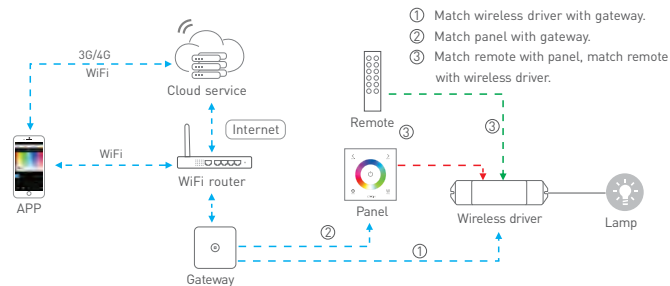 ① Match wireless driver with gateway.
② Match panel with gateway.
③ Match remote with panel, match remote
with wireless driver.
3G/4G
WiFi
Cloud service
Internet
Remote
③
③
WiFi
WiFi router
APP
Panel
Wireless driver
Lamp
②
①
Gateway